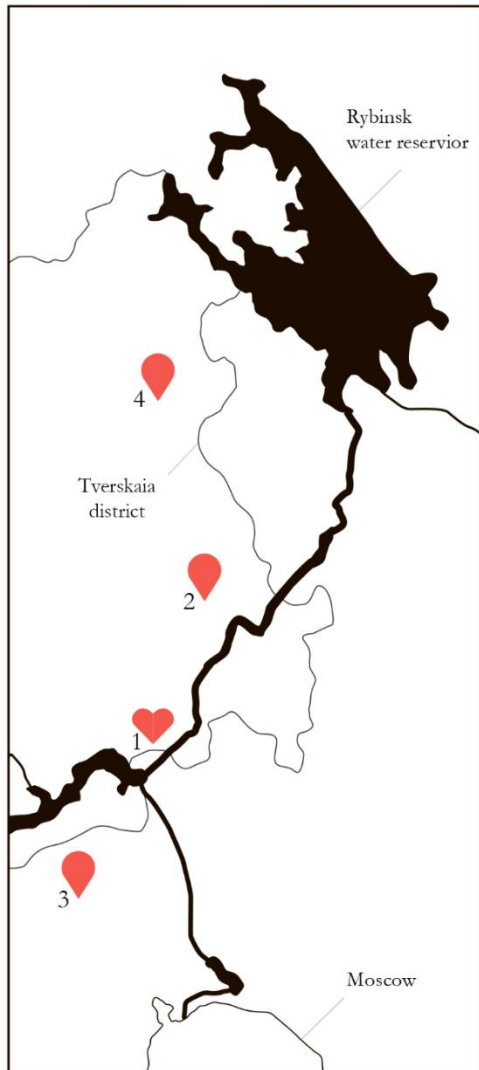 Rybinsk
water reservior
4
Tverskaia
district
2
1
3
Moscow